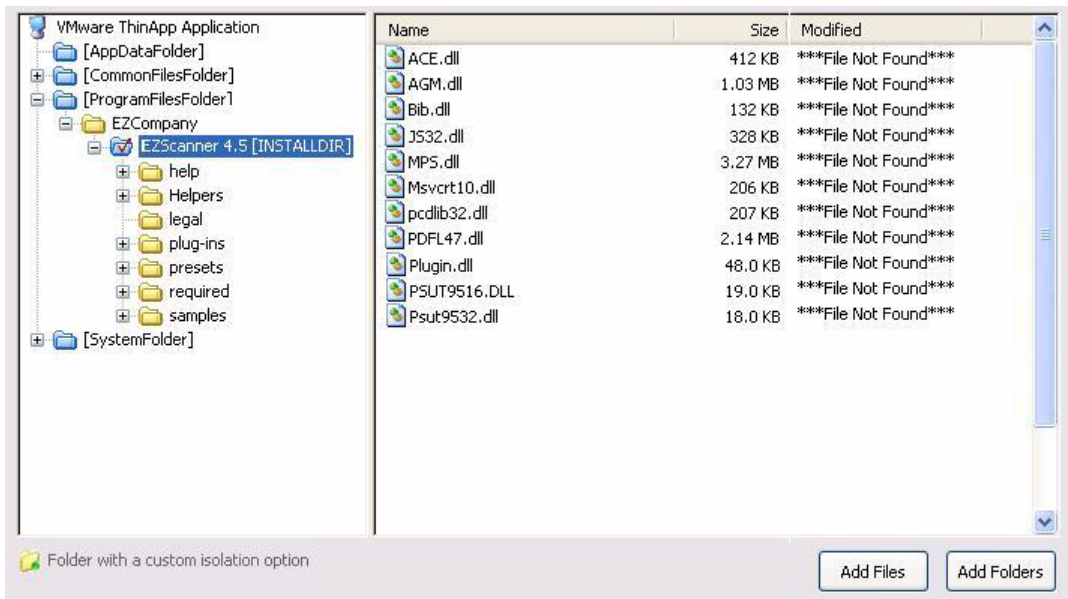 VMware ThinApp Application
[AppDataFolder]
[CommonFilesFolder]
[ProgramFilesFolder]
EZCompany
EZScanner 4.5 [INSTALLDIR]
help
Helpers
legal
plug-ins
presets
required
samples
[SystemFolder]
Name Size Modified
ACE.dll 412 KB ***File Not Found***
AGM.dll 1.03 MB ***File Not Found***
Bib.dll 132 KB ***File Not Found***
JS32.dll 328 KB ***File Not Found***
MPS.dll 3.27 MB ***File Not Found***
Msvcrt10.dll 206 KB ***File Not Found***
pcdlib32.dll 207 KB ***File Not Found***
PDFL47.dll 2.14 MB ***File Not Found***
Plugin.dll 48.0 KB ***File Not Found***
PSUT9516.DLL 19.0 KB ***File Not Found***
Psut9532.dll 18.0 KB ***File Not Found***
Folder with a custom isolation option
Add Files Add Folders